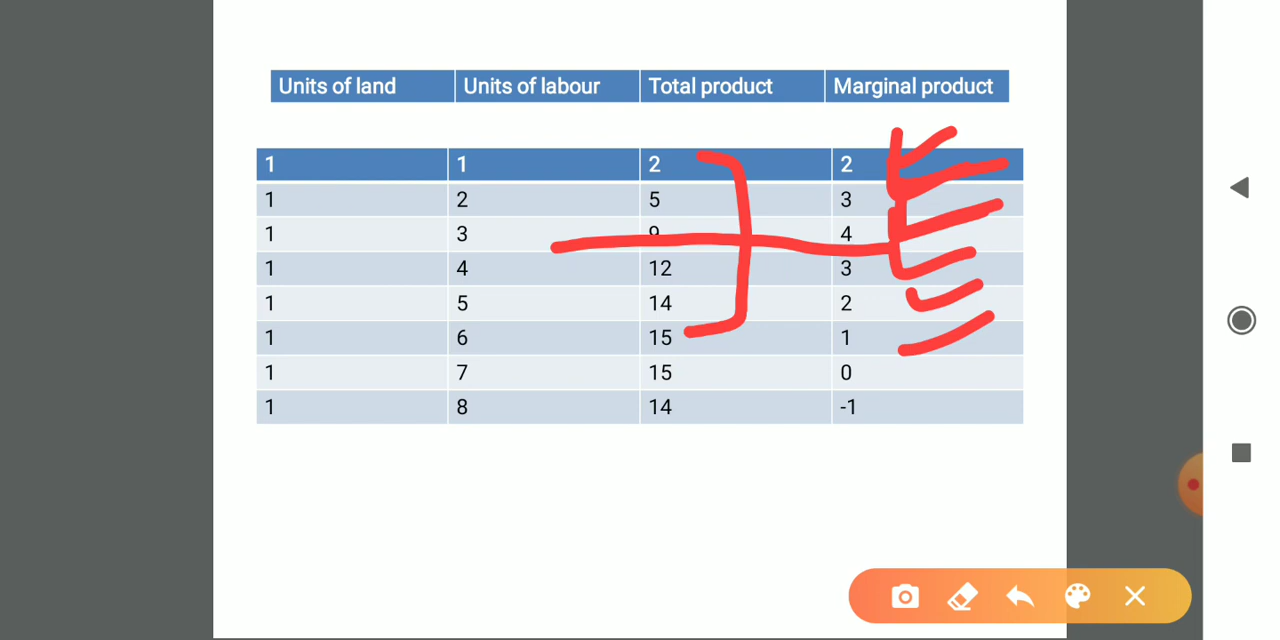 Units of land Units of labour Total product Marginal product
1 1 2 2
1 2 5 3
1 3 9 4
1 4 12 3
1 5 14 2
1 6 15 1
1 7 15 0
1 8 14 -1